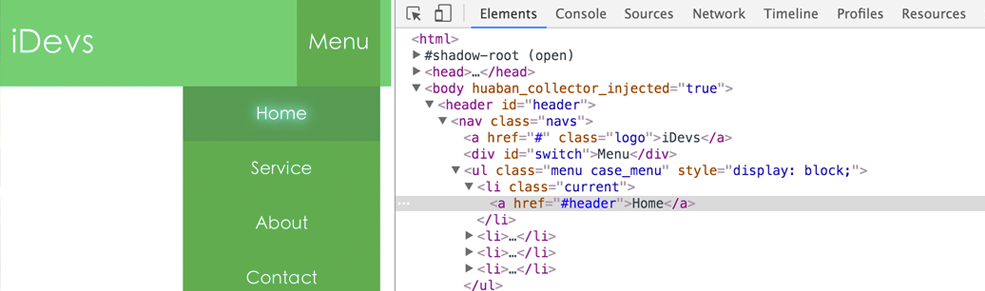 iDevs
Menu
Home
Service
About
Contact
Elements Console Sources Network Timeline Profiles Resources
<html>
▶#shadow-root (open)
▶<head>…</head>
▼<body huaban_collector_injected="true">
▼<header id="header">
▼<nav class="navs">
<a href="#" class="logo">iDevs</a>
<div id="switch">Menu</div>
▼<ul class="menu case_menu" style="display: block;">
▼<li class="current">
<a href="#header">Home</a>
</li>
▶<li>…</li>
▶<li>…</li>
▶<li>…</li>
</ul>